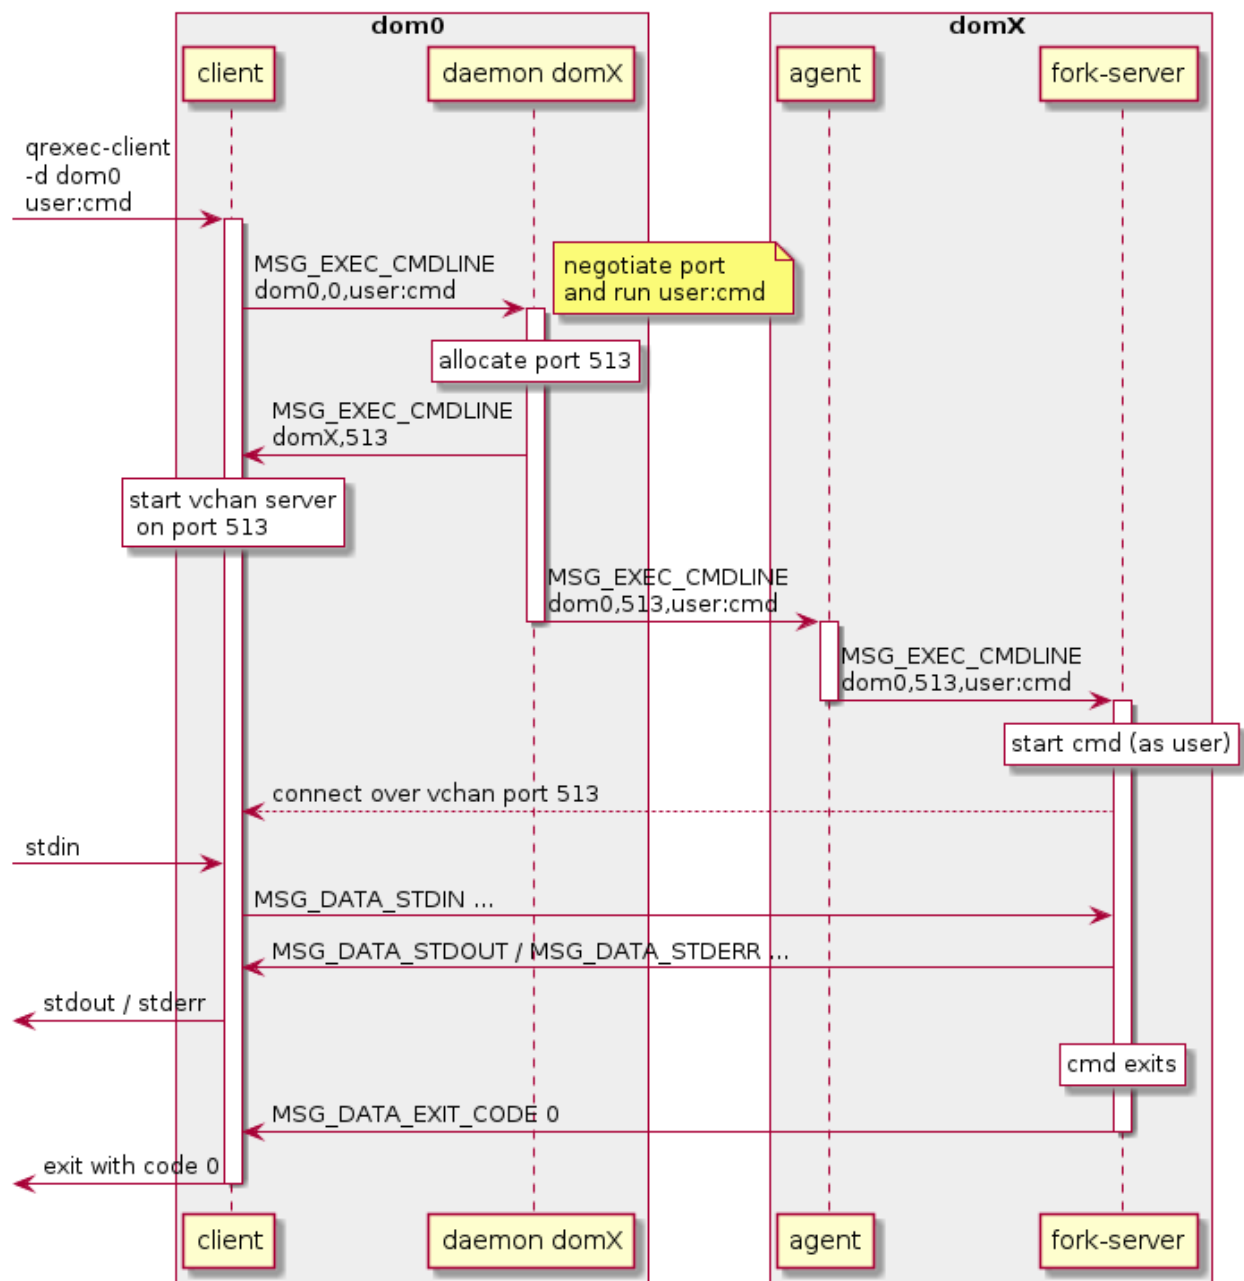 dom0
domX
client
daemon domX
agent
fork-server
qrexec-client
-d dom0
user:cmd
MSG_EXEC_CMDLINE
dom0,0,user:cmd
negotiate port
and run user:cmd
allocate port 513
MSG_EXEC_CMDLINE
domX,513
start vchan server
on port 513
MSG_EXEC_CMDLINE
dom0,513,user:cmd
MSG_EXEC_CMDLINE
dom0,513,user:cmd
start cmd (as user)
connect over vchan port 513
stdin
MSG_DATA_STDIN ...
MSG_DATA_STDOUT / MSG_DATA_STDERR ...
stdout / stderr
cmd exits
MSG_DATA_EXIT_CODE 0
exit with code 0
client
daemon domX
agent
fork-server